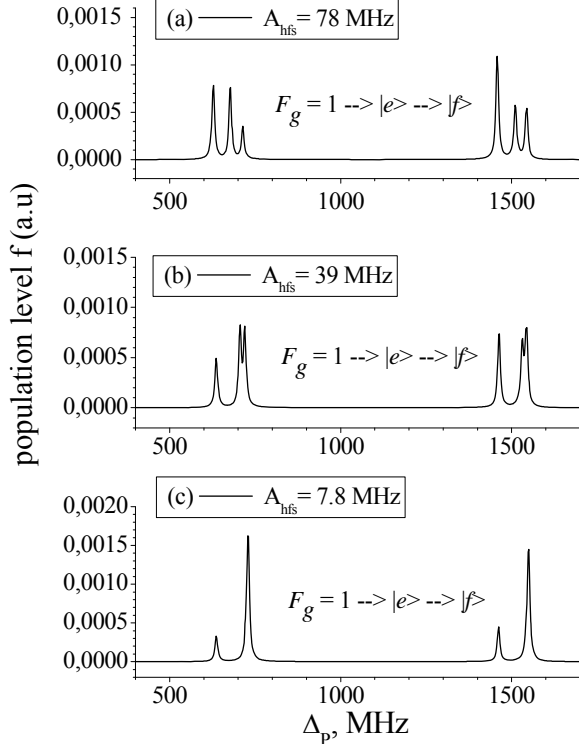 (a) — A_hfs = 78 MHz
0,0015
0,0010
0,0005
0,0000
F_g = 1 --> |e> --> |f>
500 1000 1500
(b) — A_hfs = 39 MHz
0,0015
0,0010
0,0005
0,0000
F_g = 1 --> |e> --> |f>
500 1000 1500
(c) — A_hfs = 7.8 MHz
0,0020
0,0015
0,0010
0,0005
0,0000
F_g = 1 --> |e> --> |f>
500 1000 1500
population level f (a.u)
Δ_P, MHz